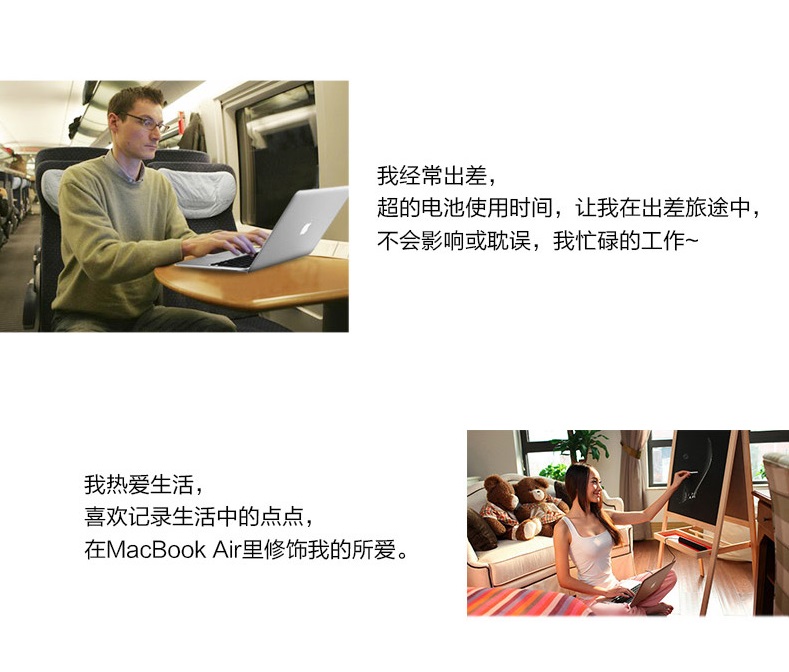 我经常出差，
超的电池使用时间，让我在出差旅途中，
不会影响或耽误，我忙碌的工作~
我热爱生活，
喜欢记录生活中的点点，
在MacBook Air里修饰我的所爱。